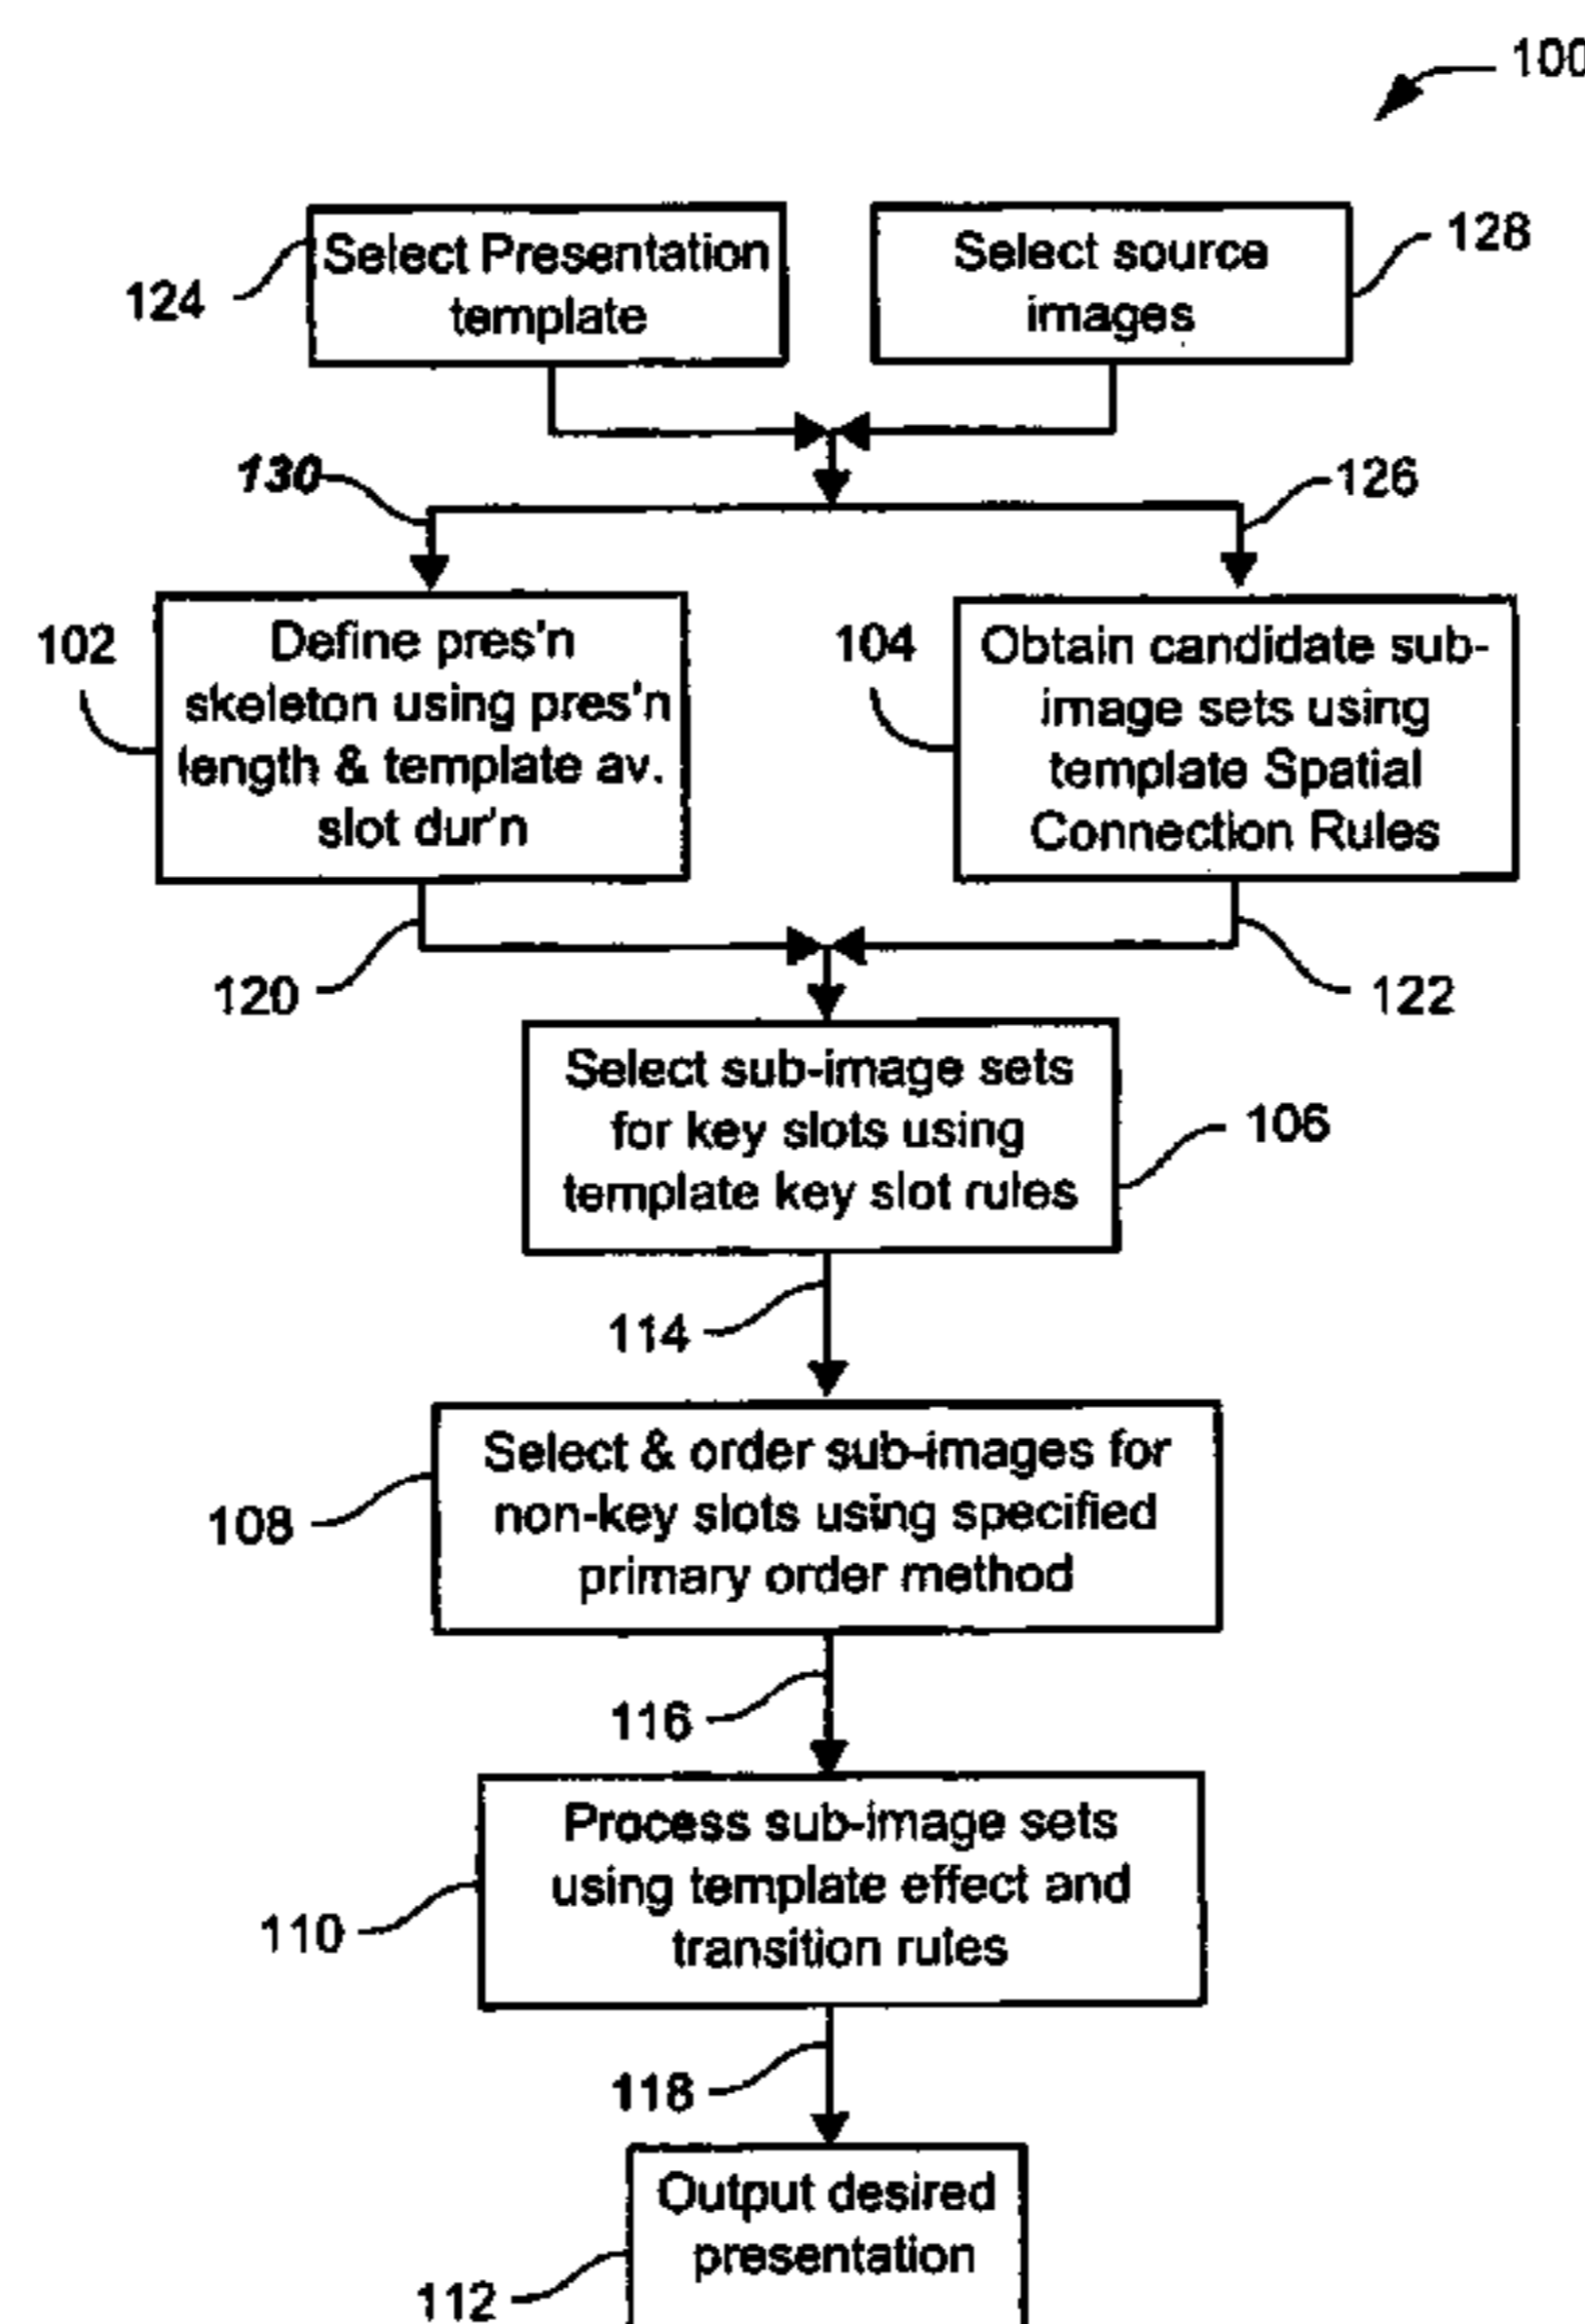 100
Select Presentation
template
124
Select source
images
128
130
126
102
Define pres'n
skeleton using pres'n
length & template av.
slot dur'n
104
Obtain candidate sub-
image sets using
template Spatial
Connection Rules
120
122
Select sub-image sets
for key slots using
template key slot rules
106
114
Select & order sub-images for
non-key slots using specified
primary order method
108
116
Process sub-image sets
using template effect and
transition rules
110
118
Output desired
presentation
112